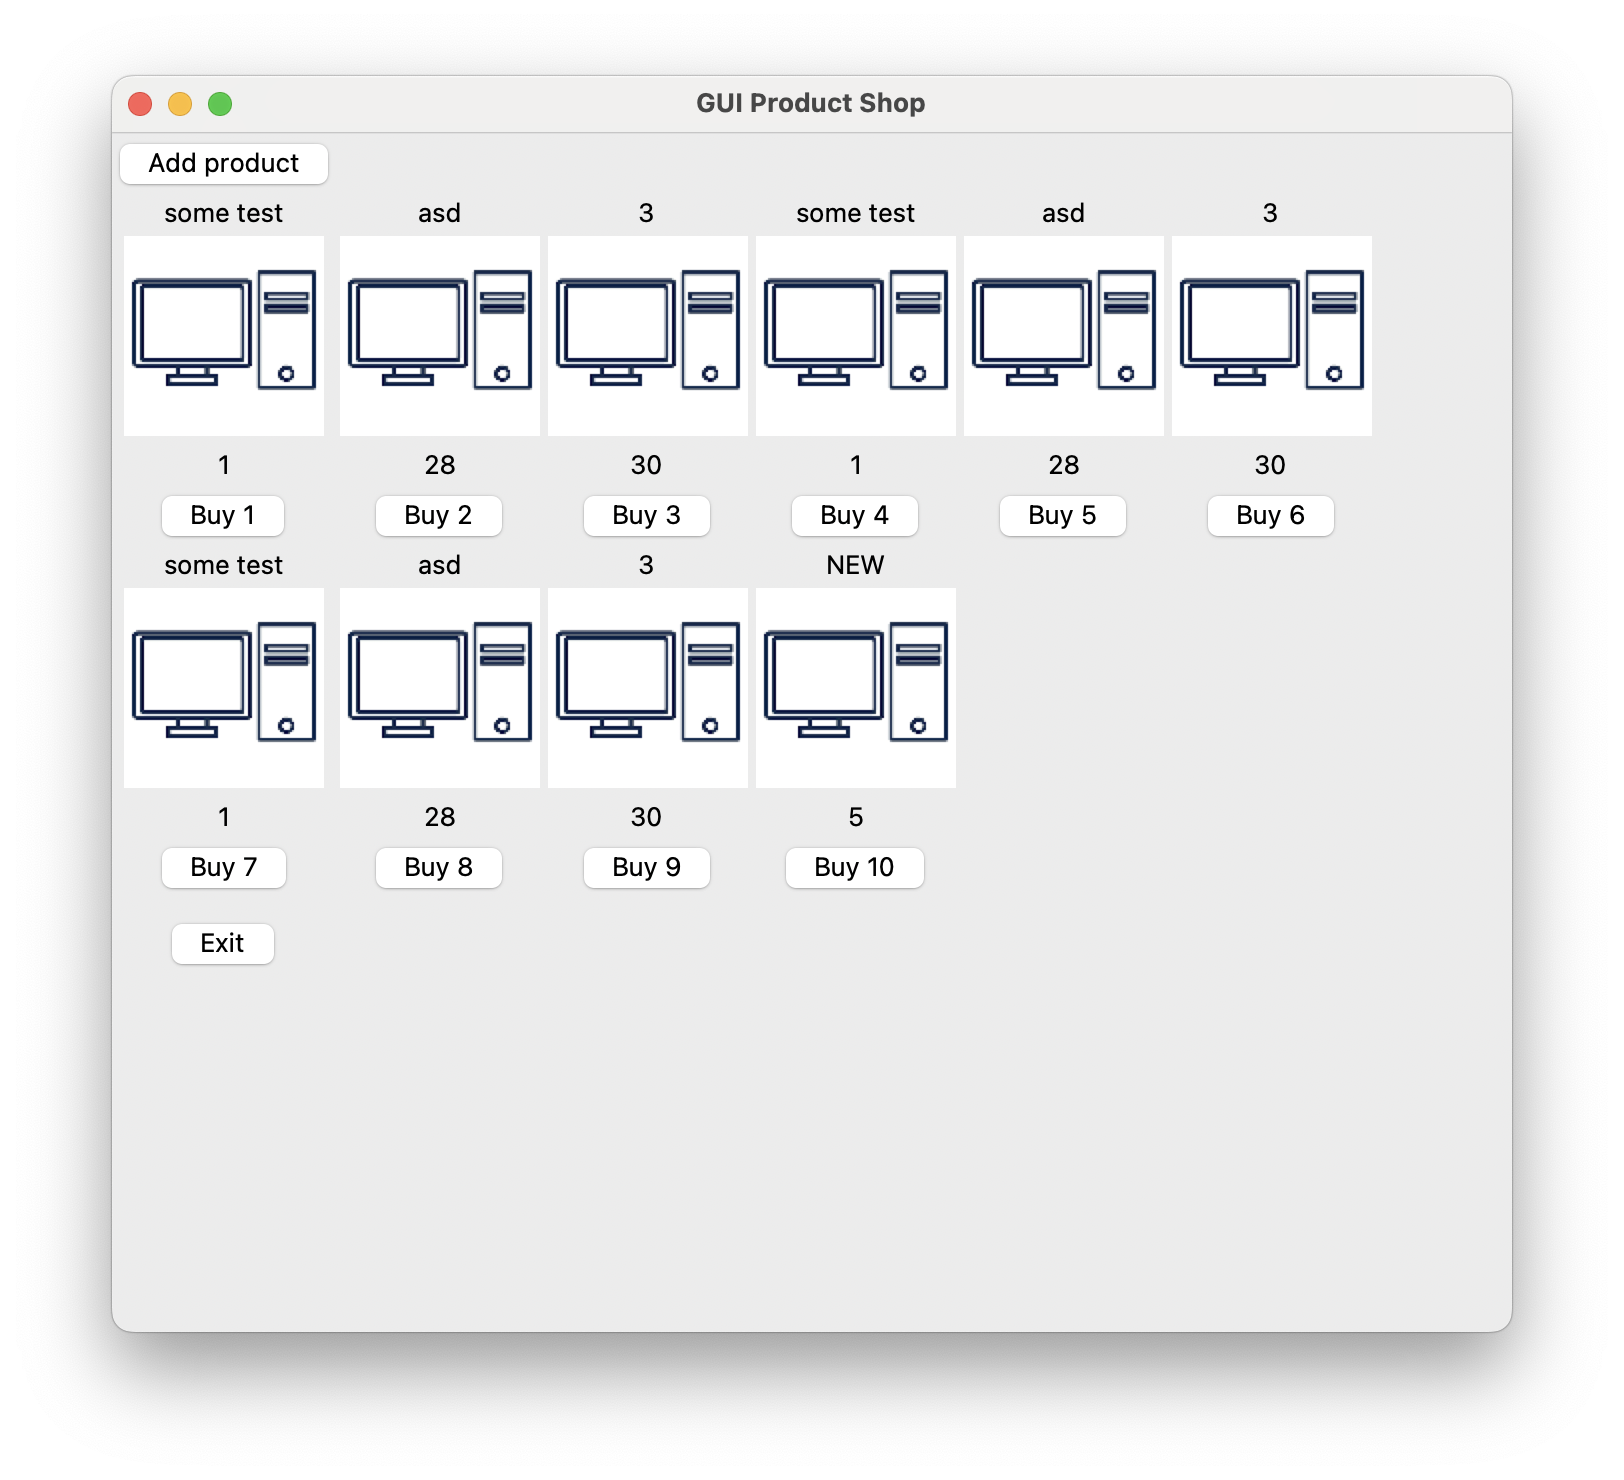 GUI Product Shop
Add product
some test asd 3 some test asd 3
1 28 30 1 28 30
Buy 1 Buy 2 Buy 3 Buy 4 Buy 5 Buy 6
some test asd 3 NEW
1 28 30 5
Buy 7 Buy 8 Buy 9 Buy 10
Exit